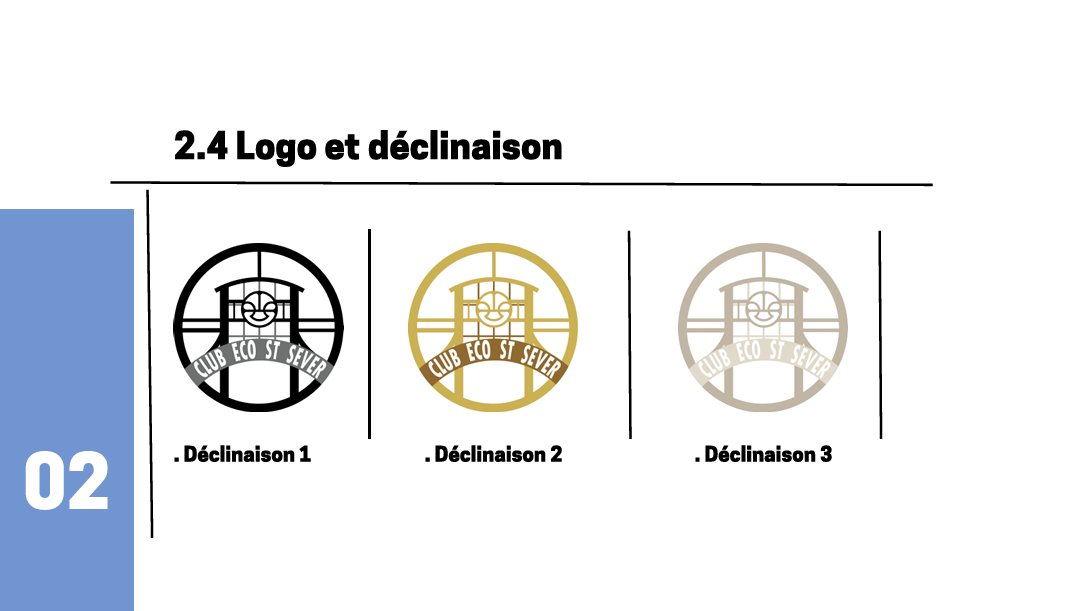 2.4 Logo et déclinaison
CLUB ECO ST SEVER
CLUB ECO ST SEVER
CLUB ECO ST SEVER
. Déclinaison 1
. Déclinaison 2
. Déclinaison 3
02